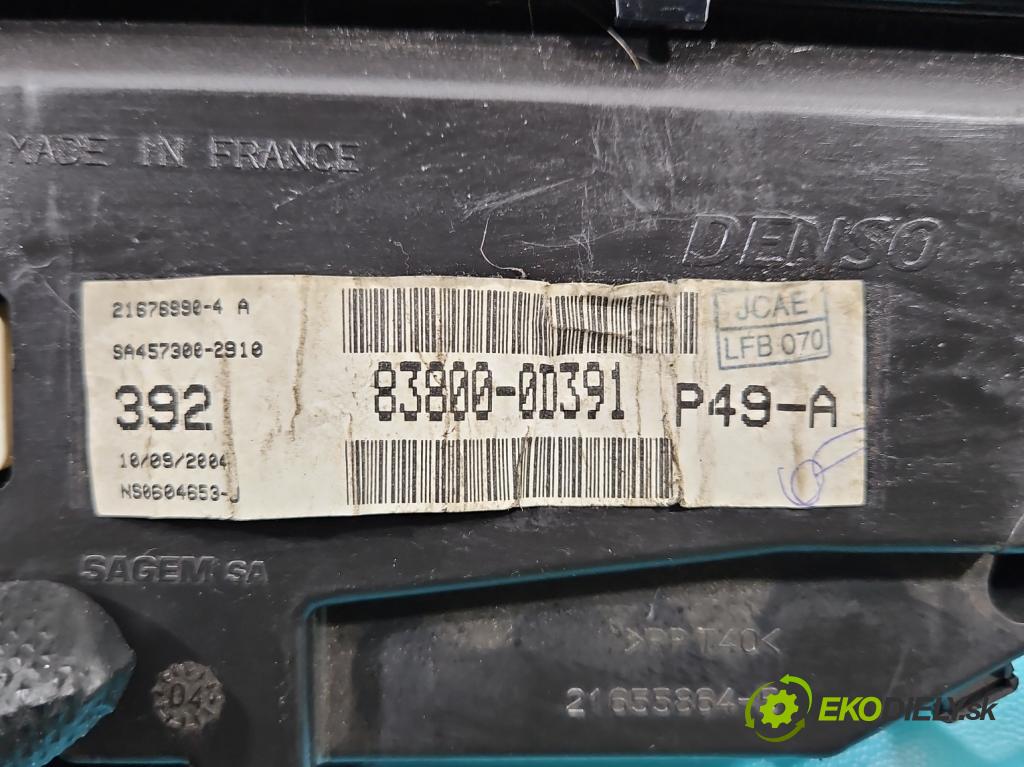 MADE IN FRANCE
DENSO
21676990-4 A
SA457300-2910
392
10/09/2004
NS0604653-J
83800-0D391
JCAE
LFB 070
P49-A
SAGEM SA
04
>PP T40<
EKODIELY.sk